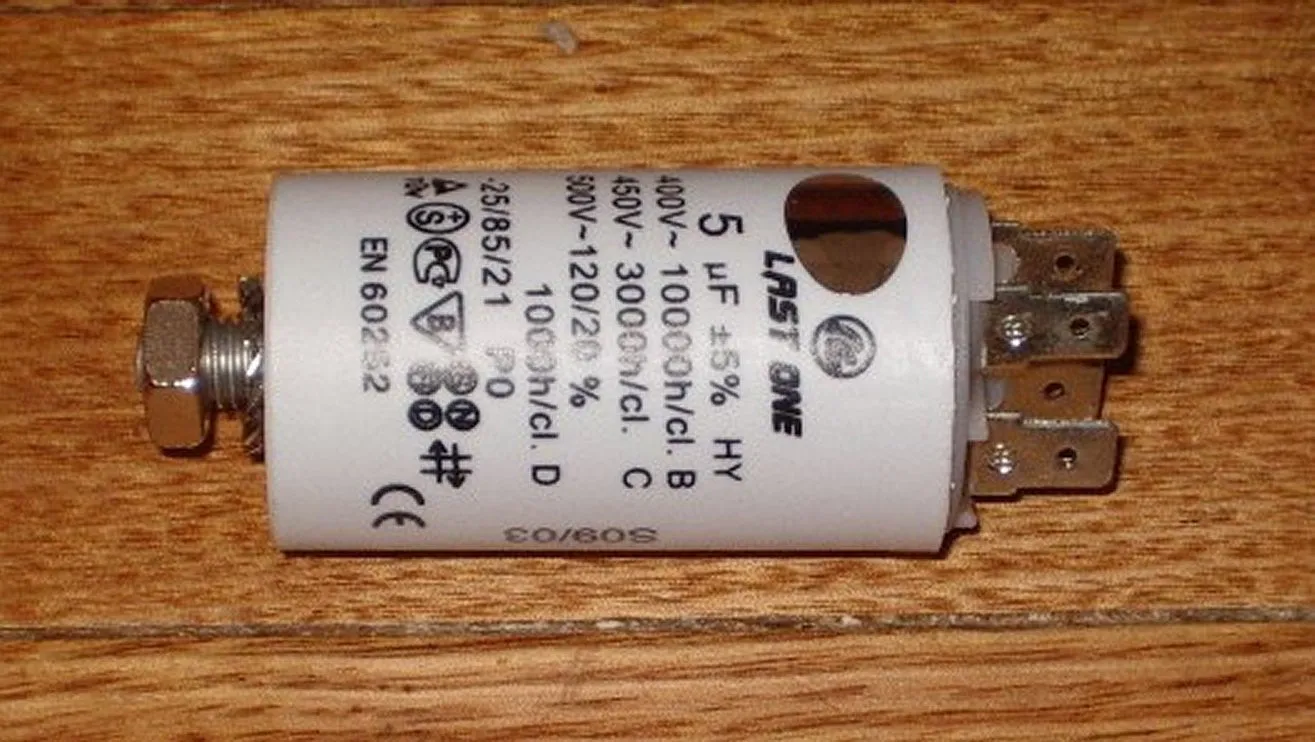 LAST ONE
5 µF ±5% HY
400V~ 10000h/cl. B
450V~ 3000h/cl. C
500V~120/20 %
1000h/cl. D
-25/85/21 P0
10V
S
B
D N
EN 60252
CE
S09/03